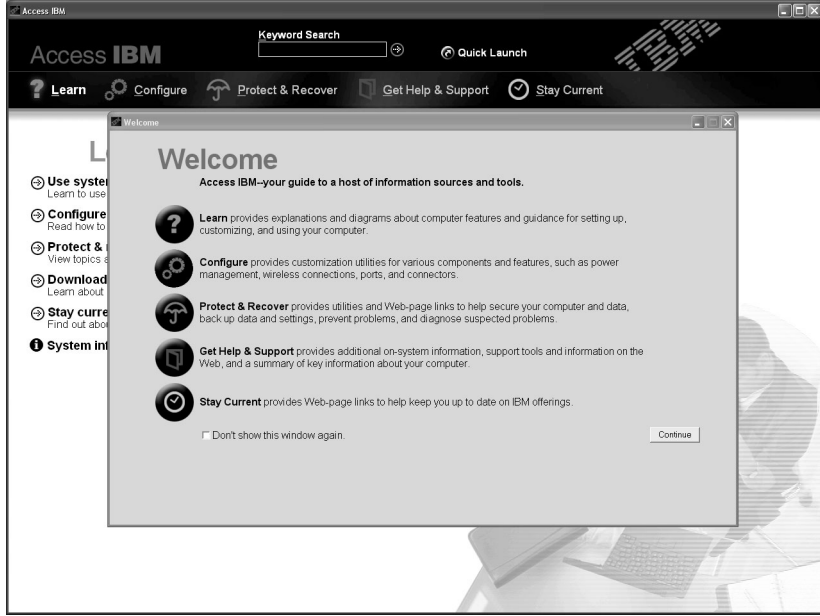 Access IBM
Keyword Search
Access IBM
Quick Launch
IBM
Learn Configure Protect & Recover Get Help & Support Stay Current
Welcome
Use
Learn to use
Configure
Read how to
Protect &
View topics
Download
Learn about
Stay
Find out
System
Welcome
Access IBM--your guide to a host of information sources and tools.
Learn provides explanations and diagrams about computer features and guidance for setting up,
customizing, and using your computer.
Configure provides customization utilities for various components and features, such as power
management, wireless connections, ports, and connectors.
Protect & Recover provides utilities and Web-page links to help secure your computer and data,
back up data and settings, prevent problems, and diagnose suspected problems.
Get Help & Support provides additional on-system information, support tools and information on the
Web, and a summary of key information about your computer.
Stay Current provides Web-page links to help keep you up to date on IBM offerings.
Don't show this window again.
Continue